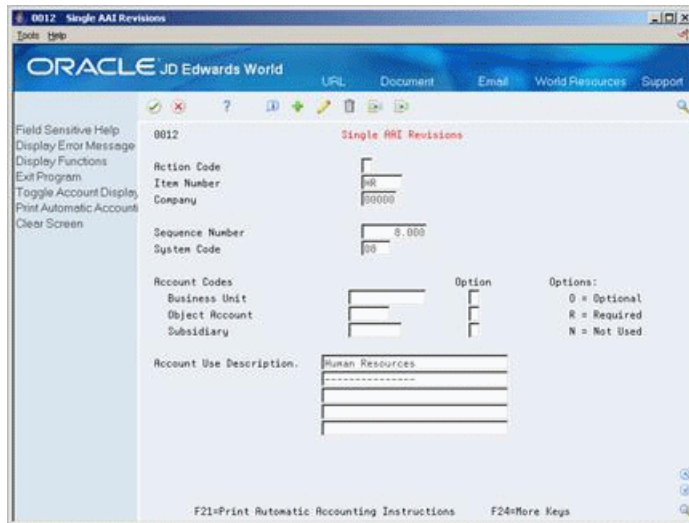 0012 Single AAI Revisions
Tools Help
ORACLE JD Edwards World
URL Document Email World Resources Support
?
Field Sensitive Help
Display Error Message
Display Functions
Exit Program
Toggle Account Display
Print Automatic Accounti
Clear Screen
0012 Single AAI Revisions
Action Code
Item Number HR
Company 00000
Sequence Number 8.000
System Code 00
Account Codes Option Options:
Business Unit O = Optional
Object Account R = Required
Subsidiary N = Not Used
Account Use Description. Human Resources
---------------
F21=Print Automatic Accounting Instructions F24=More Keys